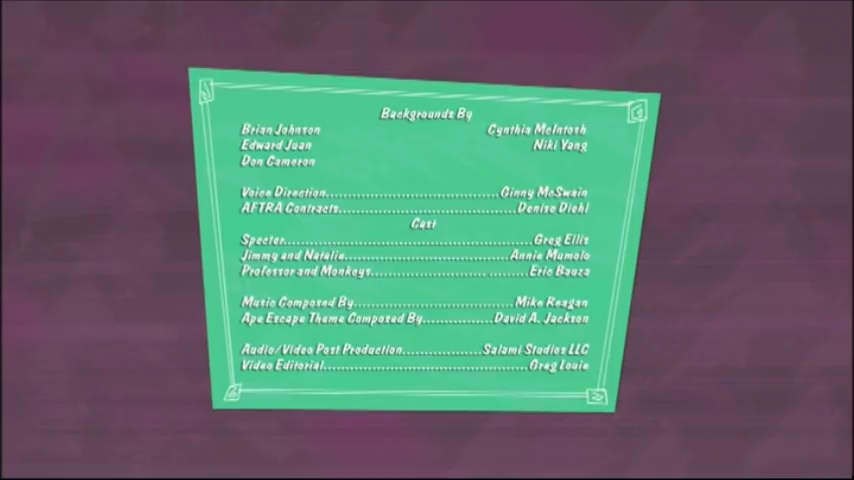 Backgrounds By
Brian Johnson Cynthia McIntosh
Edward Juan Niki Yang
Don Cameron
Voice Direction..............................Ginny McSwain
AFTRA Contracts..............................Denise Diehl
Cast
Specter..............................Greg Ellis
Jimmy and Natalie..............................Annie Mumolo
Professor and Monkeys..............................Eric Bauza
Music Composed By..............................Mike Reagan
Ape Escape Theme Composed By.............David A. Jackson
Audio/Video Post Production...............Salami Studios LLC
Video Editorial..............................Greg Louie